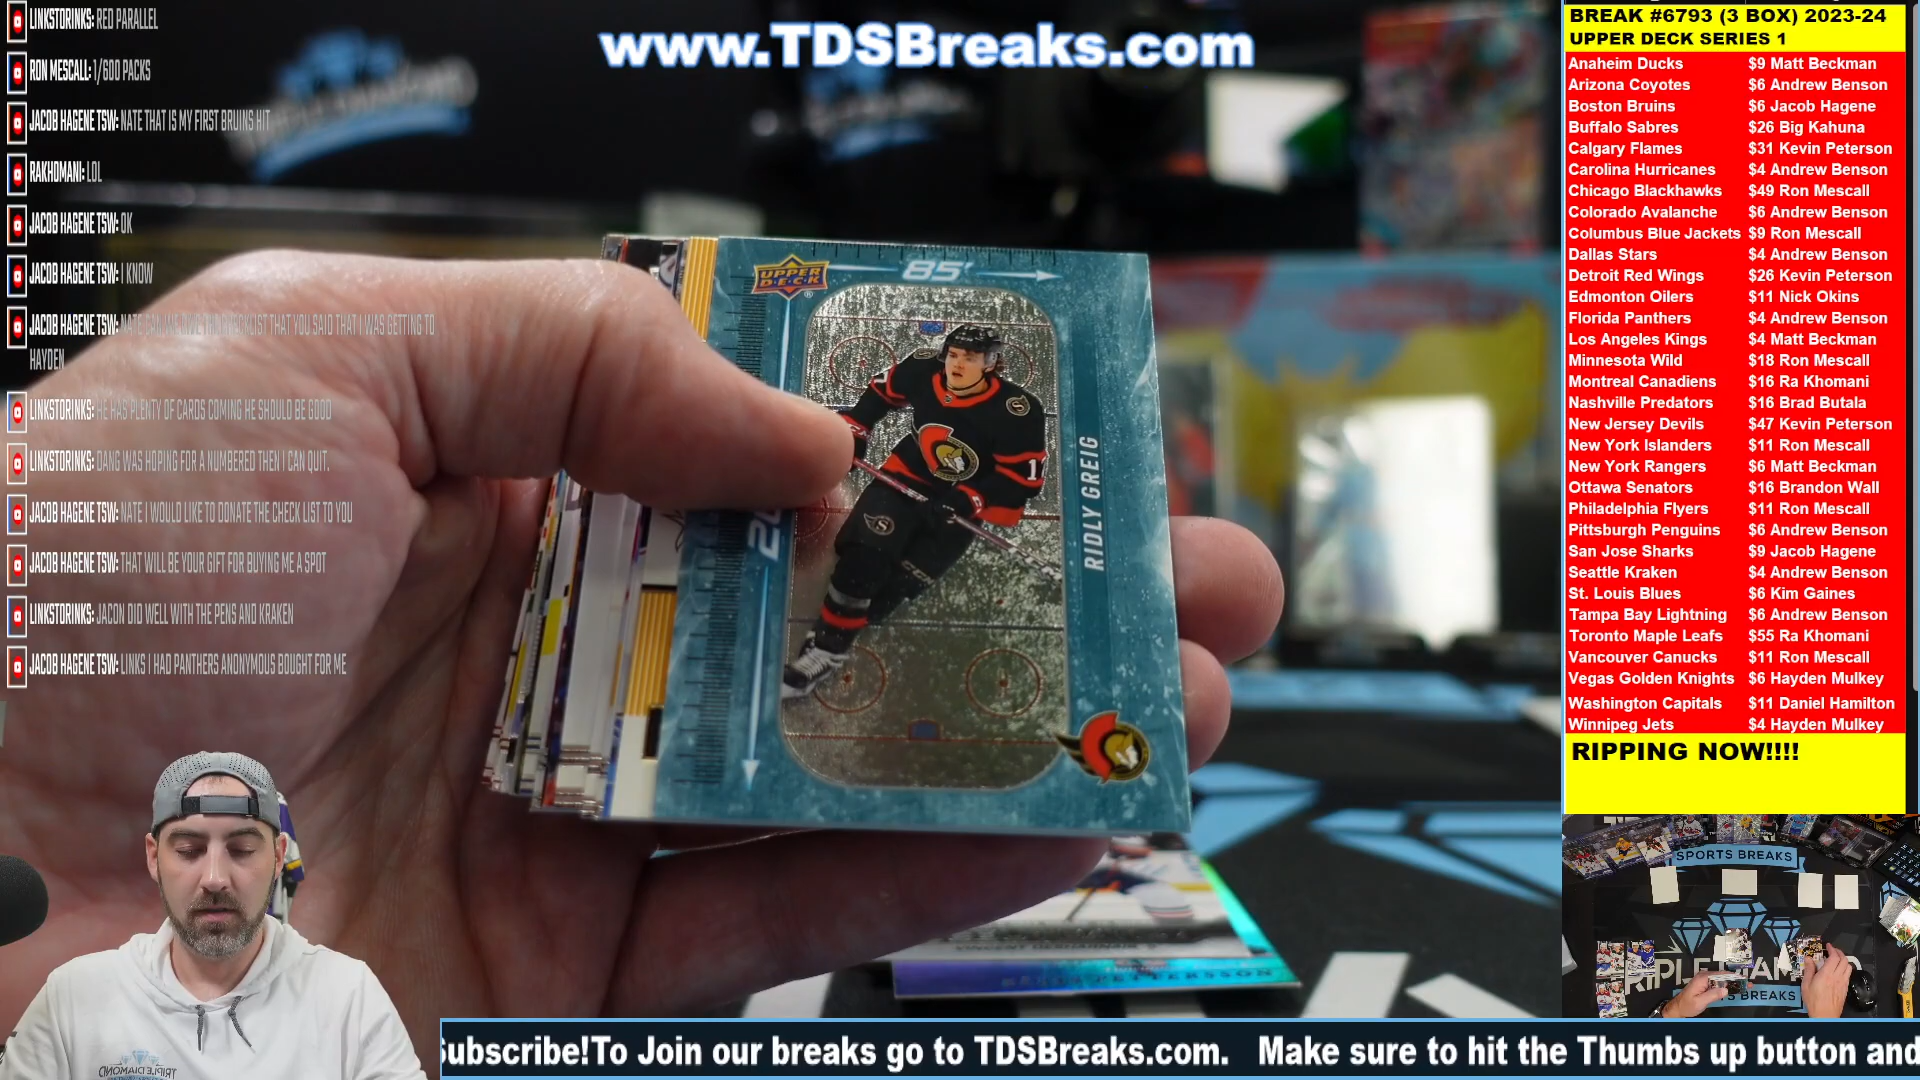 LINKSTORINKS: RED PARALLEL
RON MESCALL: 1/600 PACKS
JACOB HAGENE TSW: NATE THAT IS MY FIRST BRUINS HIT
RAKHOMANI: LOL
JACOB HAGENE TSW: OK
JACOB HAGENE TSW: I KNOW
JACOB HAGENE TSW: NATE CAN WE GIVE THE CHECKLIST THAT YOU SAID THAT I WAS GETTING TO
HAYDEN
LINKSTORINKS: HE HAS PLENTY OF CARDS COMING HE SHOULD BE GOOD
LINKSTORINKS: DANG WAS HOPING FOR A NUMBERED THEN I CAN QUIT.
JACOB HAGENE TSW: NATE I WOULD LIKE TO DONATE THE CHECK LIST TO YOU
JACOB HAGENE TSW: THAT WILL BE YOUR GIFT FOR BUYING ME A SPOT
LINKSTORINKS: JACON DID WELL WITH THE PENS AND KRAKEN
JACOB HAGENE TSW: LINKS I HAD PANTHERS ANONYMOUS BOUGHT FOR ME
www.TDSBreaks.com
UPPER
DECK
85'
RIDLY GREIG
BREAK #6793 (3 BOX) 2023-24
UPPER DECK SERIES 1
Anaheim Ducks $9 Matt Beckman
Arizona Coyotes $6 Andrew Benson
Boston Bruins $6 Jacob Hagene
Buffalo Sabres $26 Big Kahuna
Calgary Flames $31 Kevin Peterson
Carolina Hurricanes $4 Andrew Benson
Chicago Blackhawks $49 Ron Mescall
Colorado Avalanche $6 Andrew Benson
Columbus Blue Jackets $9 Ron Mescall
Dallas Stars $4 Andrew Benson
Detroit Red Wings $26 Kevin Peterson
Edmonton Oilers $11 Nick Okins
Florida Panthers $4 Andrew Benson
Los Angeles Kings $4 Matt Beckman
Minnesota Wild $18 Ron Mescall
Montreal Canadiens $16 Ra Khomani
Nashville Predators $16 Brad Butala
New Jersey Devils $47 Kevin Peterson
New York Islanders $11 Ron Mescall
New York Rangers $6 Matt Beckman
Ottawa Senators $16 Brandon Wall
Philadelphia Flyers $11 Ron Mescall
Pittsburgh Penguins $6 Andrew Benson
San Jose Sharks $9 Jacob Hagene
Seattle Kraken $4 Andrew Benson
St. Louis Blues $6 Kim Gaines
Tampa Bay Lightning $6 Andrew Benson
Toronto Maple Leafs $55 Ra Khomani
Vancouver Canucks $11 Ron Mescall
Vegas Golden Knights $6 Hayden Mulkey
Washington Capitals $11 Daniel Hamilton
Winnipeg Jets $4 Hayden Mulkey
RIPPING NOW!!!!
SPORTS BREAKS
ubscribe!To Join our breaks go to TDSBreaks.com. Make sure to hit the Thumbs up button and